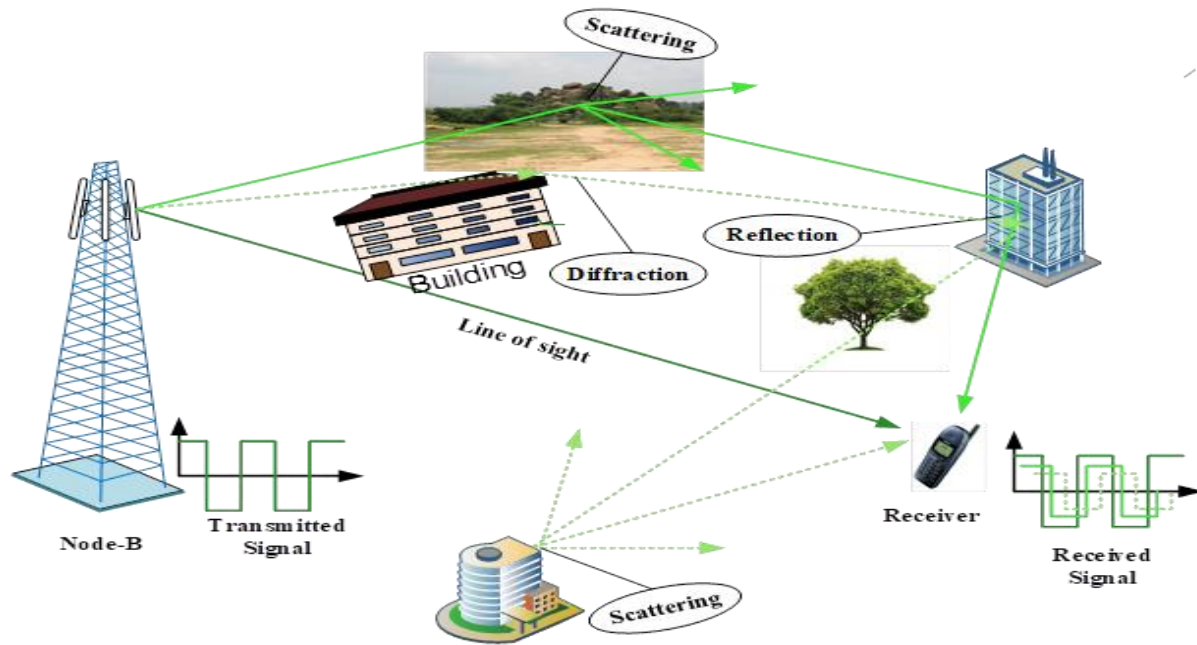 Scattering
Reflection
Building
Diffraction
Line of sight
Node-B
Transmitted
Signal
Receiver
Received
Signal
Scattering